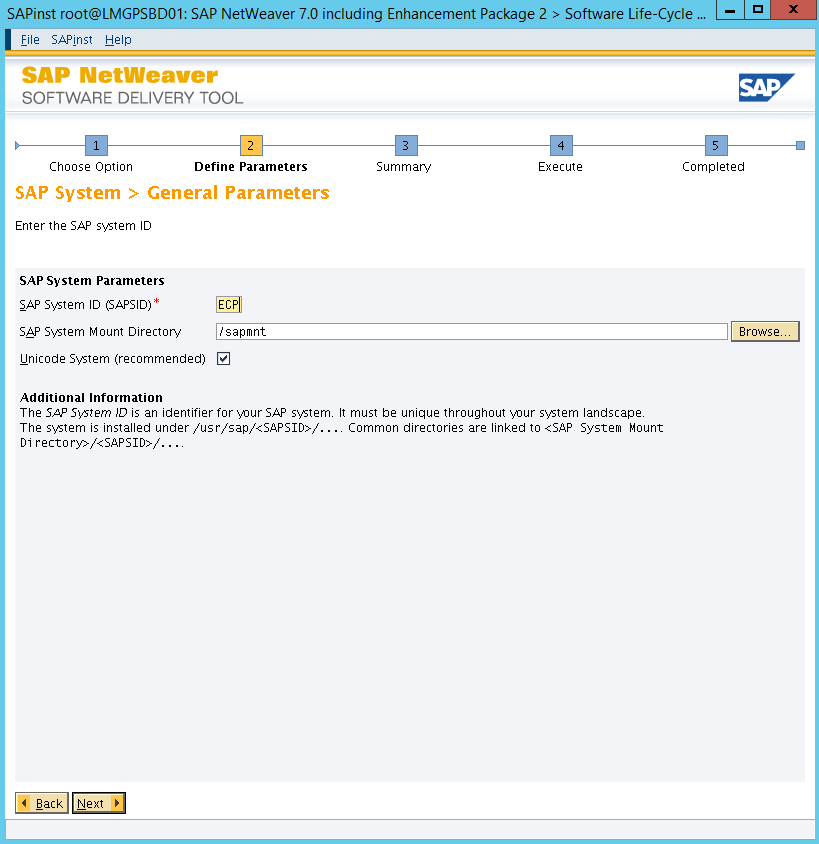 SAPinst root@LMGPSBD01: SAP NetWeaver 7.0 including Enhancement Package 2 > Software Life-Cycle ...
File SAPinst Help
SAP NetWeaver
SOFTWARE DELIVERY TOOL
SAP
1 2 3 4 5
Choose Option Define Parameters Summary Execute Completed
SAP System > General Parameters
Enter the SAP system ID
SAP System Parameters
SAP System ID (SAPSID)* ECP
SAP System Mount Directory /sapmnt Browse...
Unicode System (recommended)
Additional Information
The SAP System ID is an identifier for your SAP system. It must be unique throughout your system landscape.
The system is installed under /usr/sap/<SAPSID>/.... Common directories are linked to <SAP System Mount
Directory>/<SAPSID>/....
Back Next